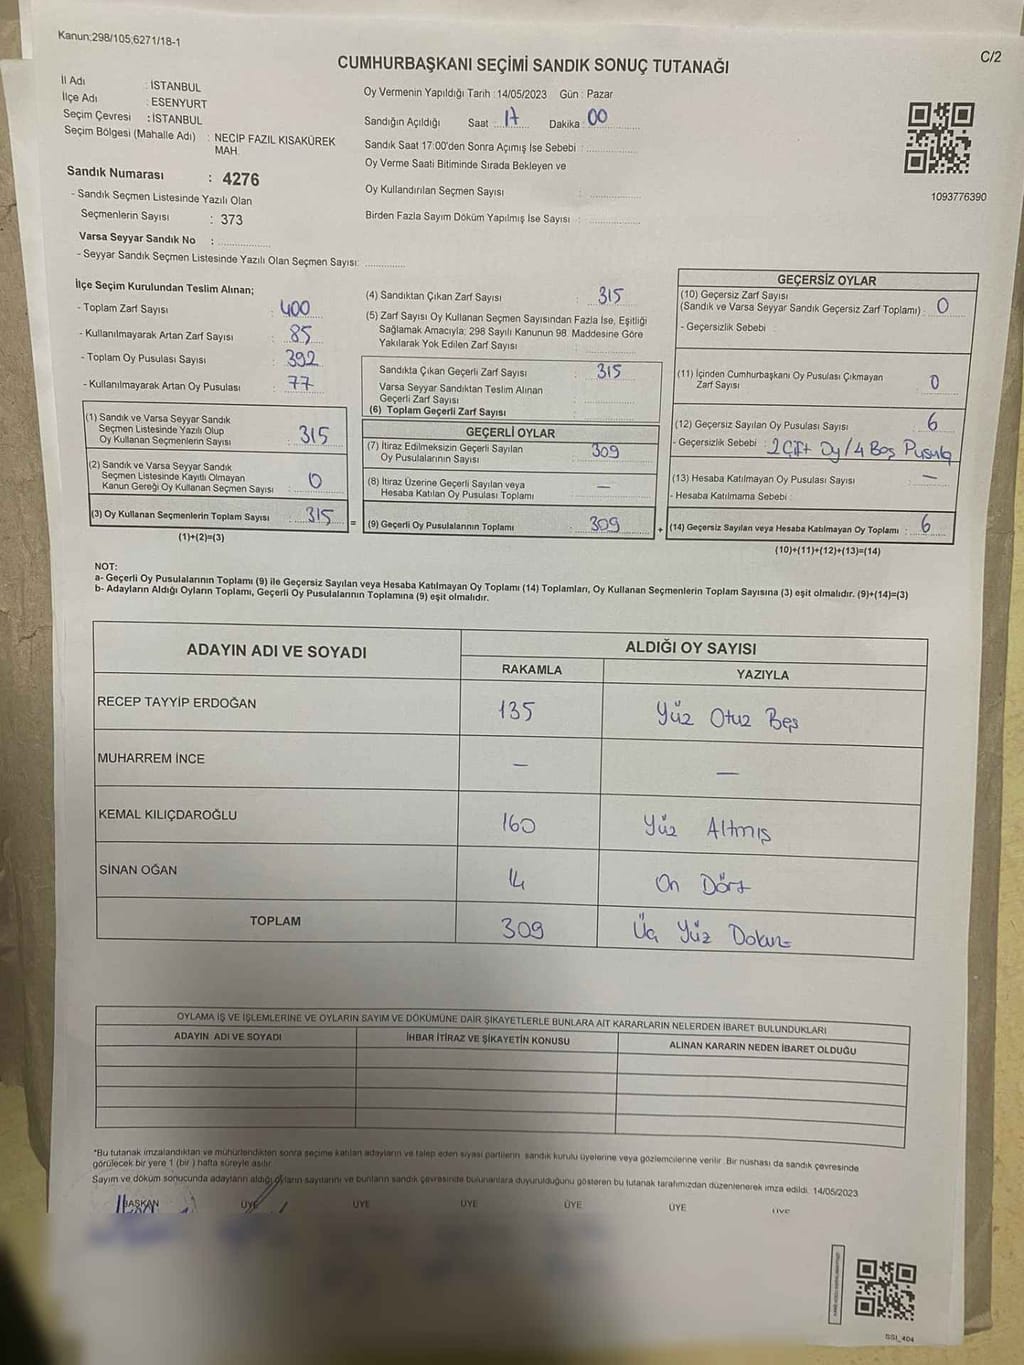 Kanun;298/105;6271/18-1
C/2
CUMHURBAŞKANI SEÇİMİ SANDIK SONUÇ TUTANAĞI
İl Adı : İSTANBUL
İlçe Adı : ESENYURT
Seçim Çevresi : İSTANBUL
Seçim Bölgesi (Mahalle Adı) : NECİP FAZIL KISAKÜREK
MAH.
Sandık Numarası : 4276
- Sandık Seçmen Listesinde Yazılı Olan
Seçmenlerin Sayısı : 373
Varsa Seyyar Sandık No :
- Seyyar Sandık Seçmen Listesinde Yazılı Olan Seçmen Sayısı:
Oy Vermenin Yapıldığı Tarih : 14/05/2023 Gün : Pazar
Sandığın Açıldığı Saat : 17 Dakika : 00
Sandık Saat 17:00'den Sonra Açımış İse Sebebi :
Oy Verme Saati Bitiminde Sırada Bekleyen ve
Oy Kullandırılan Seçmen Sayısı :
Birden Fazla Sayım Döküm Yapılmış İse Sayısı :
1093776390
İlçe Seçim Kurulundan Teslim Alınan;
- Toplam Zarf Sayısı : 400
- Kullanılmayarak Artan Zarf Sayısı : 85
- Toplam Oy Pusulası Sayısı : 392
- Kullanılmayarak Artan Oy Pusulası : 77
(1) Sandık ve Varsa Seyyar Sandık
Seçmen Listesinde Yazılı Olup
Oy Kullanan Seçmenlerin Sayısı : 315
(2) Sandık ve Varsa Seyyar Sandık
Seçmen Listesinde Kayıtlı Olmayan
Kanun Gereği Oy Kullanan Seçmen Sayısı : 0
(3) Oy Kullanan Seçmenlerin Toplam Sayısı : 315
(1)+(2)=(3)
=
(4) Sandıktan Çıkan Zarf Sayısı : 315
(5) Zarf Sayısı Oy Kullanan Seçmen Sayısından Fazla İse, Eşitliği
Sağlamak Amacıyla; 298 Sayılı Kanunun 98. Maddesine Göre
Yakılarak Yok Edilen Zarf Sayısı :
Sandıkta Çıkan Geçerli Zarf Sayısı : 315
Varsa Seyyar Sandıktan Teslim Alınan
Geçerli Zarf Sayısı :
(6) Toplam Geçerli Zarf Sayısı :
GEÇERLİ OYLAR
(7) İtiraz Edilmeksizin Geçerli Sayılan
Oy Pusulalarının Sayısı : 309
(8) İtiraz Üzerine Geçerli Sayılan veya
Hesaba Katılan Oy Pusulası Toplamı : —
(9) Geçerli Oy Pusulalarının Toplamı : 309
+
GEÇERSİZ OYLAR
(10) Geçersiz Zarf Sayısı
(Sandık ve Varsa Seyyar Sandık Geçersiz Zarf Toplamı) : 0
- Geçersizlik Sebebi :
(11) İçinden Cumhurbaşkanı Oy Pusulası Çıkmayan
Zarf Sayısı : 0
(12) Geçersiz Sayılan Oy Pusulası Sayısı : 6
- Geçersizlik Sebebi : 2 Çift Oy / 4 Boş Pusula
(13) Hesaba Katılmayan Oy Pusulası Sayısı : —
- Hesaba Katılmama Sebebi :
(14) Geçersiz Sayılan veya Hesaba Katılmayan Oy Toplamı : 6
(10)+(11)+(12)+(13)=(14)
NOT:
a- Geçerli Oy Pusulalarının Toplamı (9) ile Geçersiz Sayılan veya Hesaba Katılmayan Oy Toplamı (14) Toplamları, Oy Kullanan Seçmenlerin Toplam Sayısına (3) eşit olmalıdır. (9)+(14)=(3)
b- Adayların Aldığı Oyların Toplamı, Geçerli Oy Pusulalarının Toplamına (9) eşit olmalıdır.
ADAYIN ADI VE SOYADI
ALDIĞI OY SAYISI
RAKAMLA YAZIYLA
RECEP TAYYİP ERDOĞAN 135 Yüz Otuz Beş
MUHARREM İNCE — —
KEMAL KILIÇDAROĞLU 160 Yüz Altmış
SİNAN OĞAN 14 On Dört
TOPLAM 309 Üç Yüz Dokuz
OYLAMA İŞ VE İŞLEMLERİNE VE OYLARIN SAYIM VE DÖKÜMÜNE DAİR ŞİKAYETLERLE BUNLARA AİT KARARLARIN NELERDEN İBARET BULUNDUKLARI
ADAYIN ADI VE SOYADI İHBAR İTİRAZ VE ŞİKAYETİN KONUSU ALINAN KARARIN NEDEN İBARET OLDUĞU
*Bu tutanak imzalandıktan ve mühürlendikten sonra seçime katılan adayların ve talep eden siyasi partilerin sandık kurulu üyelerine veya gözlemcilerine verilir. Bir nüshası da sandık çevresinde
görülecek bir yere 1 (bir) hafta süreyle asılır.
Sayım ve döküm sonucunda adayların aldığı oyların sayılarını ve bunların sandık çevresinde bulunanlara duyurulduğunu gösteren bu tutanak tarafımızdan düzenlenerek imza edildi. 14/05/2023
BAŞKAN ÜYE ÜYE ÜYE ÜYE ÜYE ÜYE
SSI_404